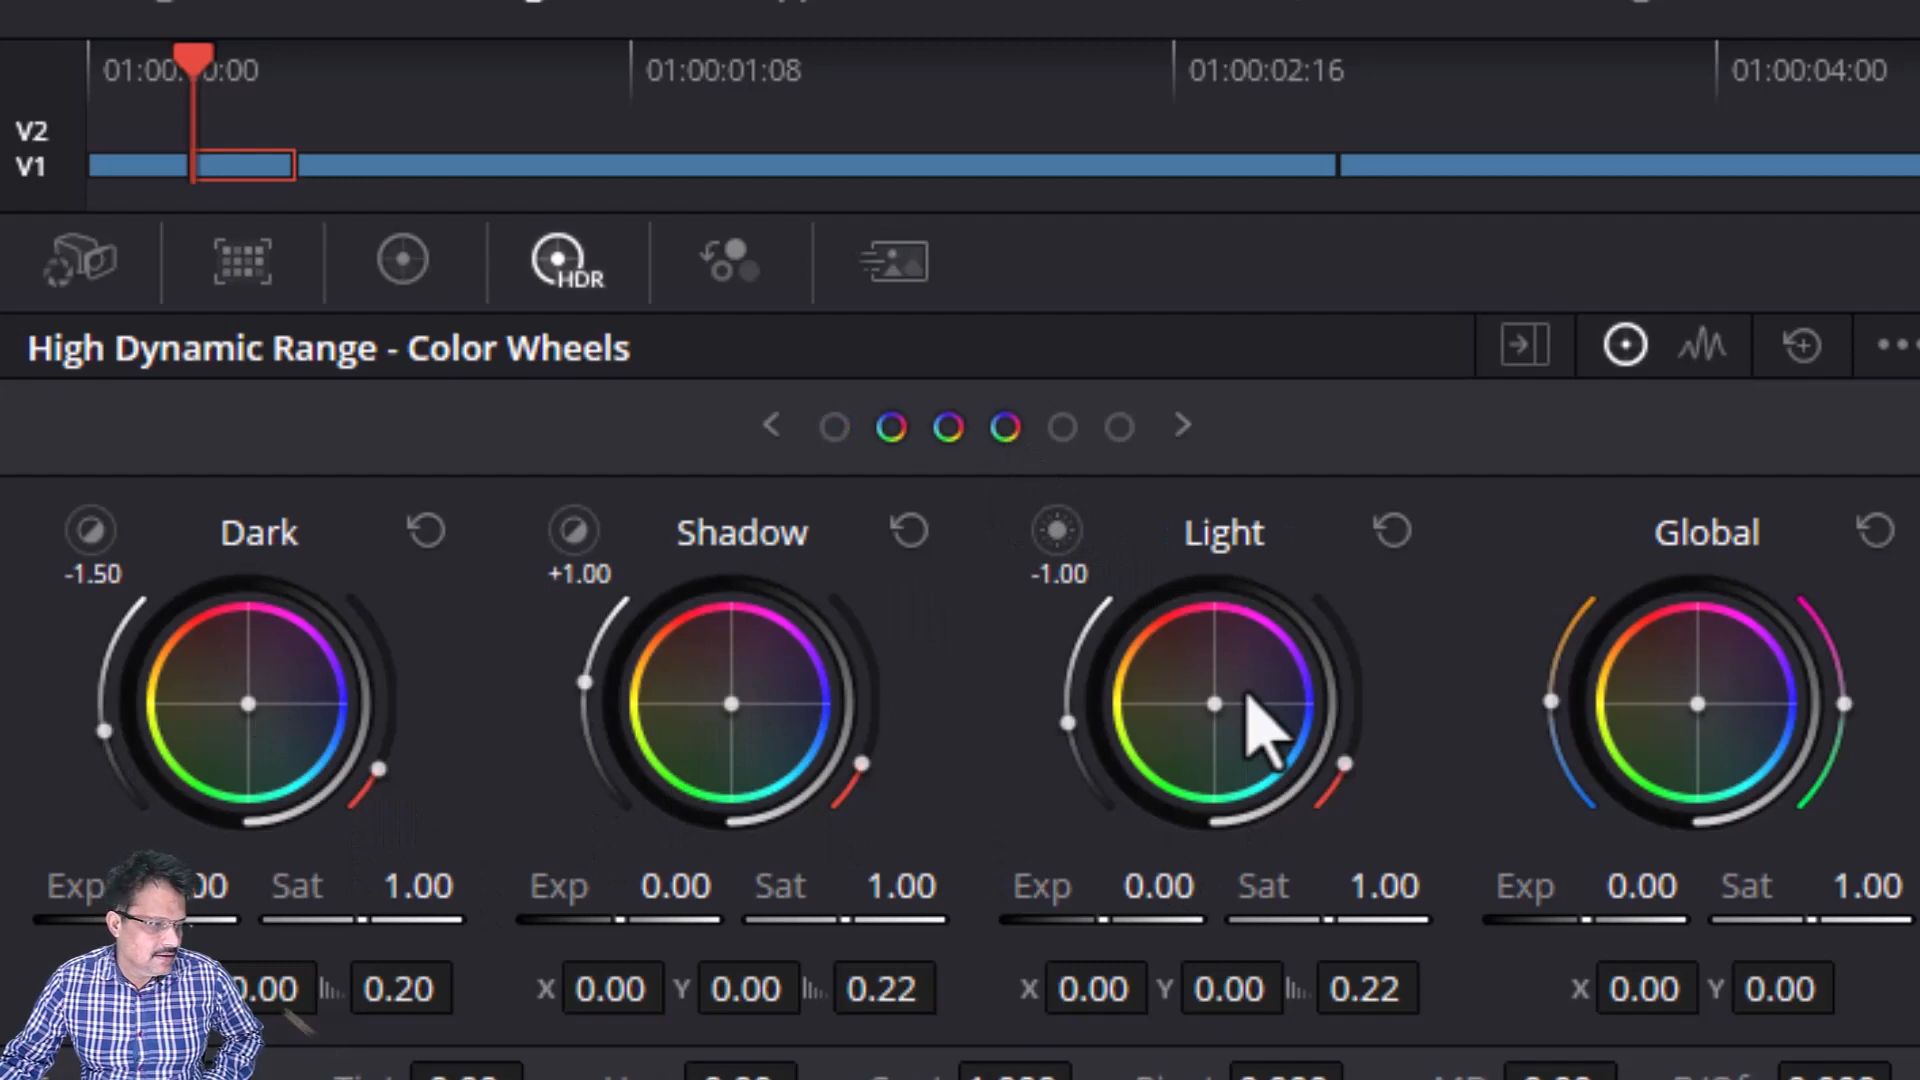 01:00:01:08
01:00:02:16
01:00:04:00
V2
V1
HDR
High Dynamic Range - Color Wheels
Dark
Shadow
Light
Global
-1.50
+1.00
-1.00
Sat 1.00
Exp 0.00 Sat 1.00
Exp 0.00 Sat 1.00
Exp 0.00 Sat 1.00
0.20
X 0.00 Y 0.00 0.22
X 0.00 Y 0.00 0.22
X 0.00 Y 0.00